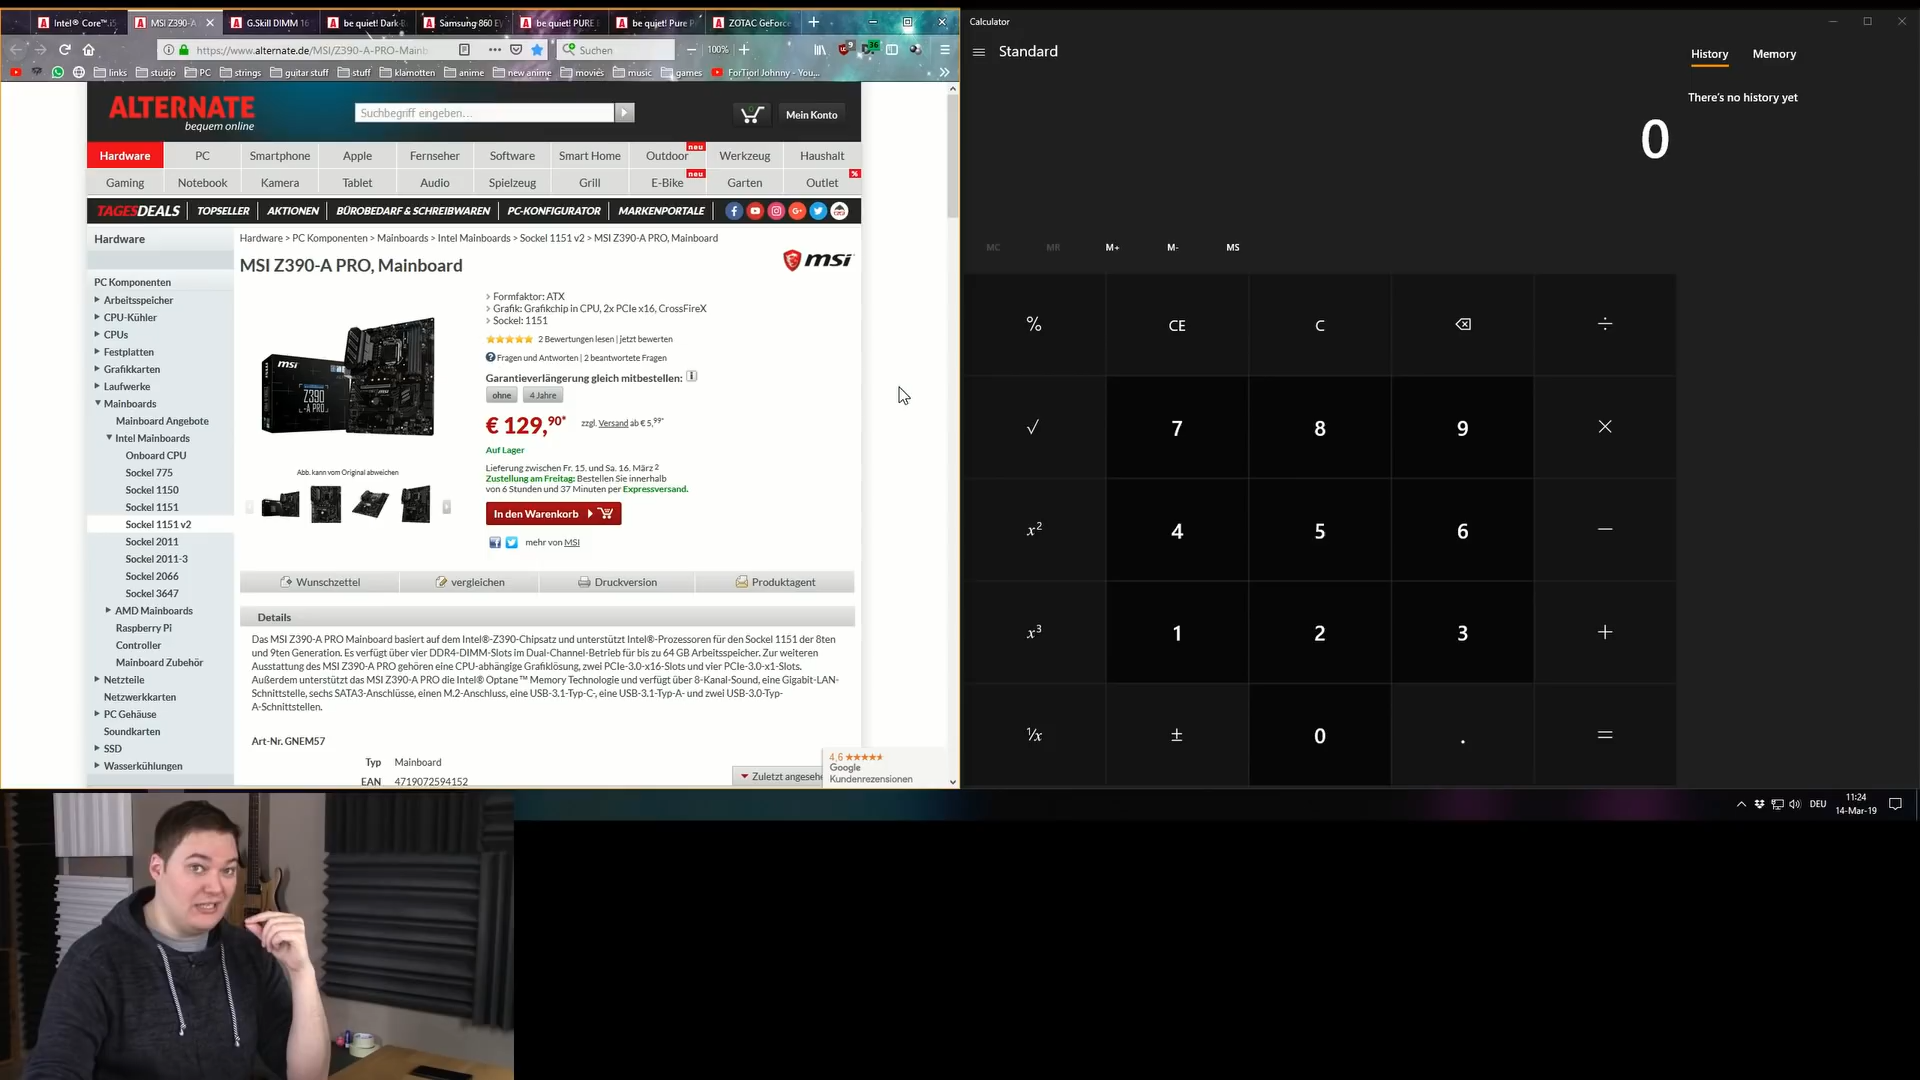 Intel® Core™ i5
MSI Z390-A
G.Skill DIMM 16
be quiet! Dark B
Samsung 860 E
be quiet! PURE
be quiet! Pure P
ZOTAC GeForce
https://www.alternate.de/MSI/Z390-A-PRO-Mainb
Suchen
100%
links
studio
PC
strings
guitar stuff
stuff
klamotten
anime
new anime
movies
music
games
ForTiorI Johnny - You...
ALTERNATE
bequem online
Suchbegriff eingeben...
Mein Konto
Hardware
PC
Smartphone
Apple
Fernseher
Software
Smart Home
Outdoor
neu
Werkzeug
Haushalt
Gaming
Notebook
Kamera
Tablet
Audio
Spielzeug
Grill
E-Bike
neu
Garten
Outlet
%
TAGESDEALS
TOPSELLER
AKTIONEN
BÜROBEDARF & SCHREIBWAREN
PC-KONFIGURATOR
MARKENPORTALE
Hardware
PC Komponenten
Arbeitsspeicher
CPU-Kühler
CPUs
Festplatten
Grafikkarten
Laufwerke
Mainboards
Mainboard Angebote
Intel Mainboards
Onboard CPU
Sockel 775
Sockel 1150
Sockel 1151
Sockel 1151 v2
Sockel 2011
Sockel 2011-3
Sockel 2066
Sockel 3647
AMD Mainboards
Raspberry Pi
Controller
Mainboard Zubehör
Netzteile
Netzwerkkarten
PC Gehäuse
Soundkarten
SSD
Wasserkühlungen
Hardware > PC Komponenten > Mainboards > Intel Mainboards > Sockel 1151 v2 > MSI Z390-A PRO, Mainboard
MSI Z390-A PRO, Mainboard
msi
msi
Z390
-A PRO
Abb. kann vom Original abweichen
> Formfaktor: ATX
> Grafik: Grafikchip in CPU, 2x PCIe x16, CrossFireX
> Sockel: 1151
2 Bewertungen lesen | jetzt bewerten
Fragen und Antworten | 2 beantwortete Fragen
Garantieverlängerung gleich mitbestellen:
ohne
4 Jahre
€ 129,90*
zzgl. Versand ab € 5,99*
Auf Lager
Lieferung zwischen Fr. 15. und Sa. 16. März 2
Zustellung am Freitag: Bestellen Sie innerhalb
von 6 Stunden und 37 Minuten per Expressversand.
In den Warenkorb
mehr von MSI
Wunschzettel
vergleichen
Druckversion
Produktagent
Details
Das MSI Z390-A PRO Mainboard basiert auf dem Intel®-Z390-Chipsatz und unterstützt Intel®-Prozessoren für den Sockel 1151 der 8ten
und 9ten Generation. Es verfügt über vier DDR4-DIMM-Slots im Dual-Channel-Betrieb für bis zu 64 GB Arbeitsspeicher. Zur weiteren
Ausstattung des MSI Z390-A PRO gehören eine CPU-abhängige Grafiklösung, zwei PCIe-3.0-x16-Slots und vier PCIe-3.0-x1-Slots.
Außerdem unterstützt das MSI Z390-A PRO die Intel® Optane™ Memory Technologie und verfügt über 8-Kanal-Sound, eine Gigabit-LAN-
Schnittstelle, sechs SATA3-Anschlüsse, einen M.2-Anschluss, eine USB-3.1-Typ-C-, eine USB-3.1-Typ-A- und zwei USB-3.0-Typ-
A-Schnittstellen.
Art-Nr. GNEM57
Typ Mainboard
EAN 4719072594152
Zuletzt angesehe
4,6
Google
Kundenrezensionen
Calculator
Standard
History
Memory
There's no history yet
0
MC
MR
M+
M-
MS
%
CE
C
÷
√
7
8
9
×
x²
4
5
6
−
x³
1
2
3
+
¹/x
±
0
.
=
DEU
11:24
14-Mar-19